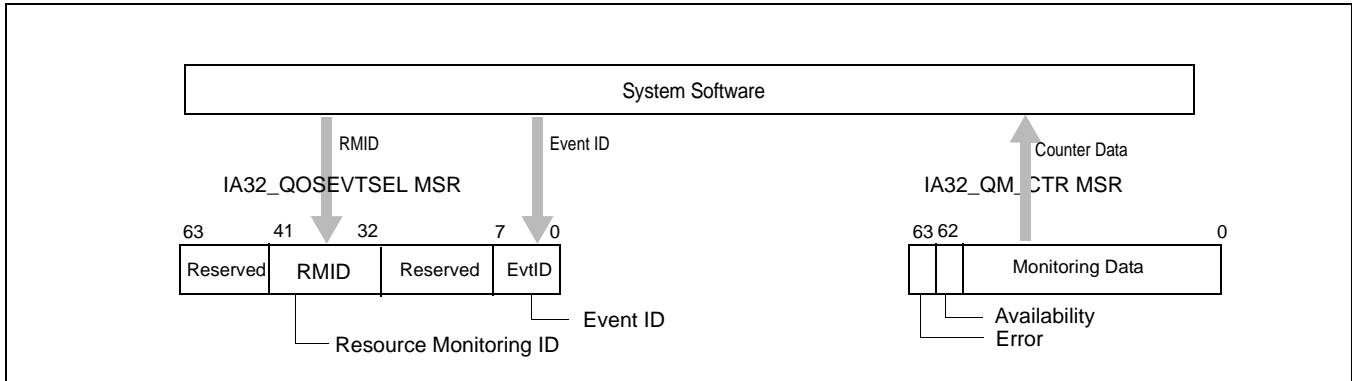 System Software
RMID
Event ID
Counter Data
IA32_QOSEVTSEL MSR
IA32_QM_CTR MSR
63 41 32 7 0
63 62 0
Reserved RMID Reserved EvtID
Monitoring Data
Event ID
Resource Monitoring ID
Availability
Error